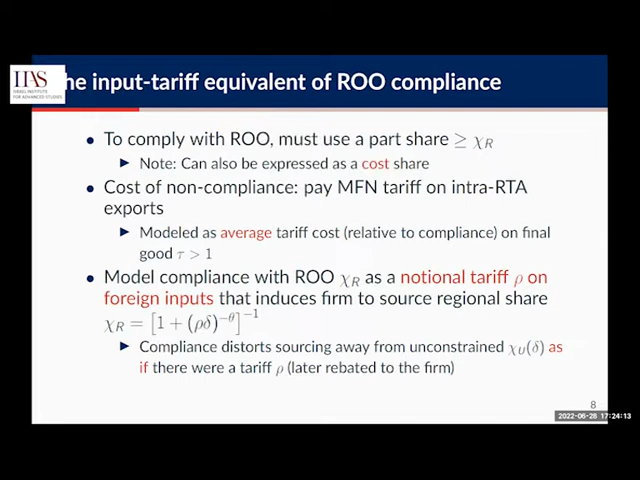 IIAS
ISRAEL INSTITUTE
FOR ADVANCED STUDIES
he input-tariff equivalent of ROO compliance
• To comply with ROO, must use a part share ≥ χ_R
▶ Note: Can also be expressed as a cost share
• Cost of non-compliance: pay MFN tariff on intra-RTA
exports
▶ Modeled as average tariff cost (relative to compliance) on final
good τ > 1
• Model compliance with ROO χ_R as a notional tariff ρ on
foreign inputs that induces firm to source regional share
χ_R = [1 + (ρδ)^{-θ}]^{-1}
▶ Compliance distorts sourcing away from unconstrained χ_U(δ) as
if there were a tariff ρ (later rebated to the firm)
8
2022-06-28 17:24:13